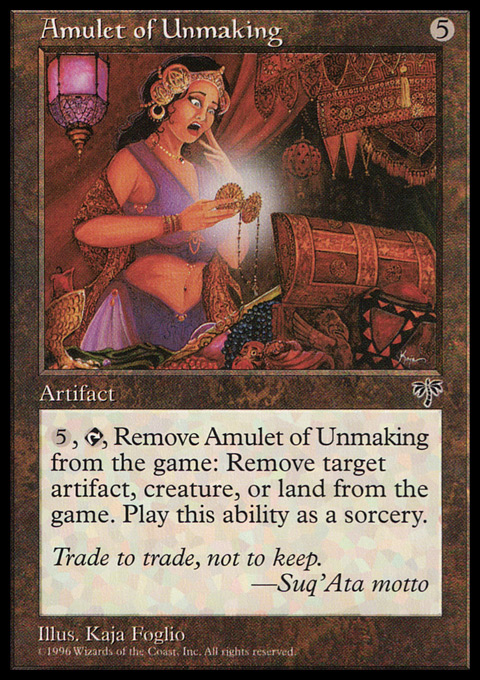 Amulet of Unmaking 5
Kaja
Artifact
5, , Remove Amulet of Unmaking
from the game: Remove target
artifact, creature, or land from the
game. Play this ability as a sorcery.
Trade to trade, not to keep.
—Suq'Ata motto
Illus. Kaja Foglio
©1996 Wizards of the Coast, Inc. All rights reserved.